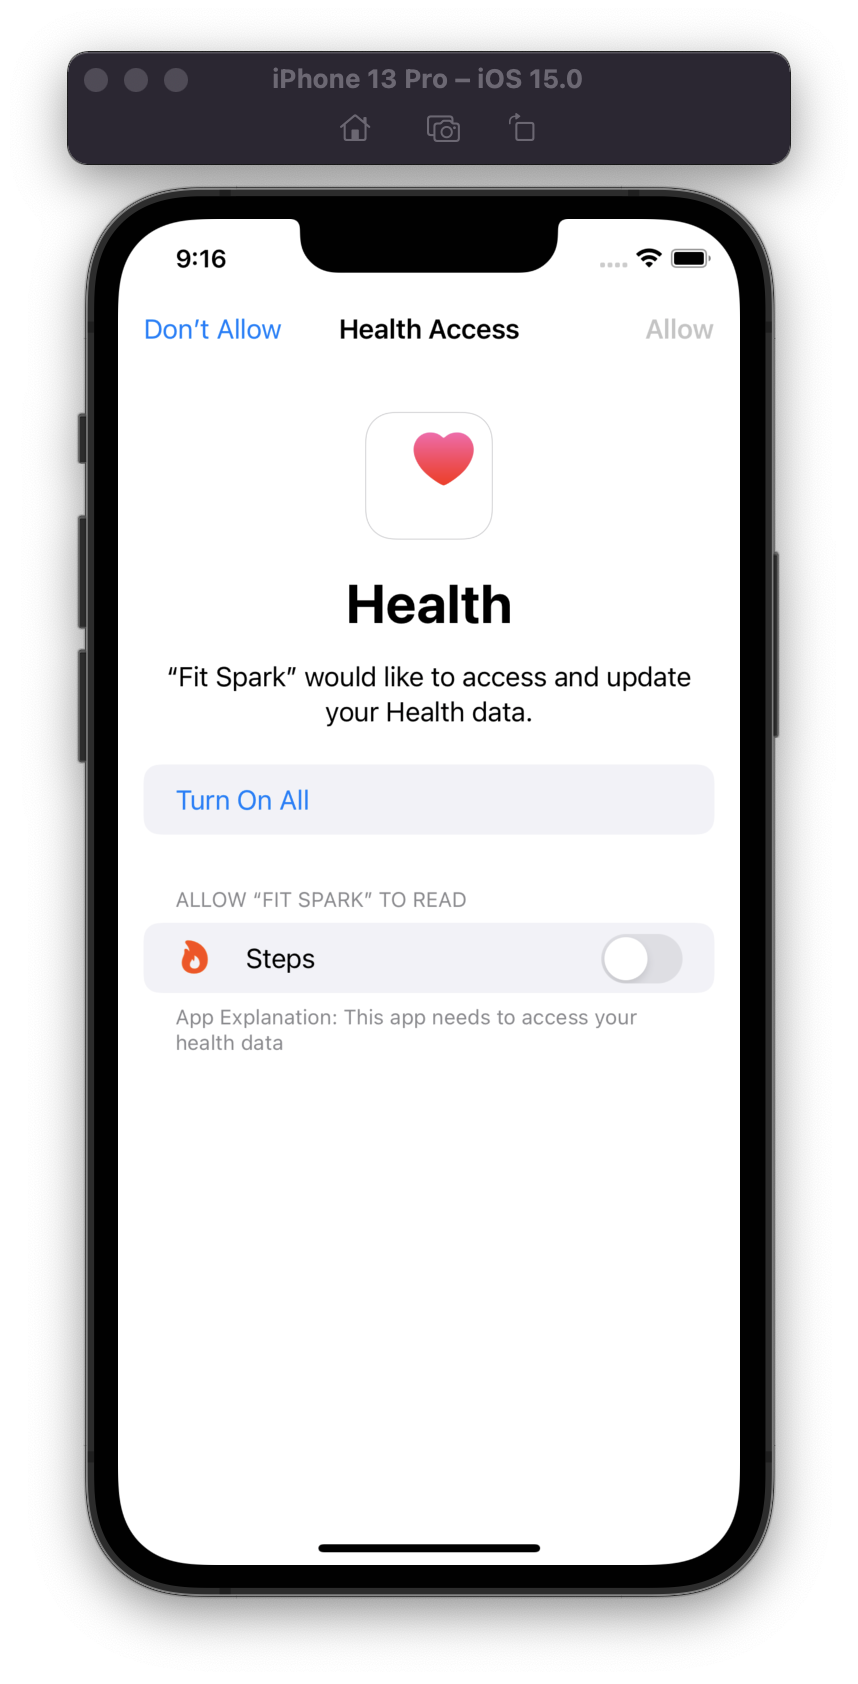 iPhone 13 Pro – iOS 15.0
9:16
Don’t Allow
Health Access
Allow
Health
“Fit Spark” would like to access and update
your Health data.
Turn On All
ALLOW “FIT SPARK” TO READ
Steps
App Explanation: This app needs to access your
health data